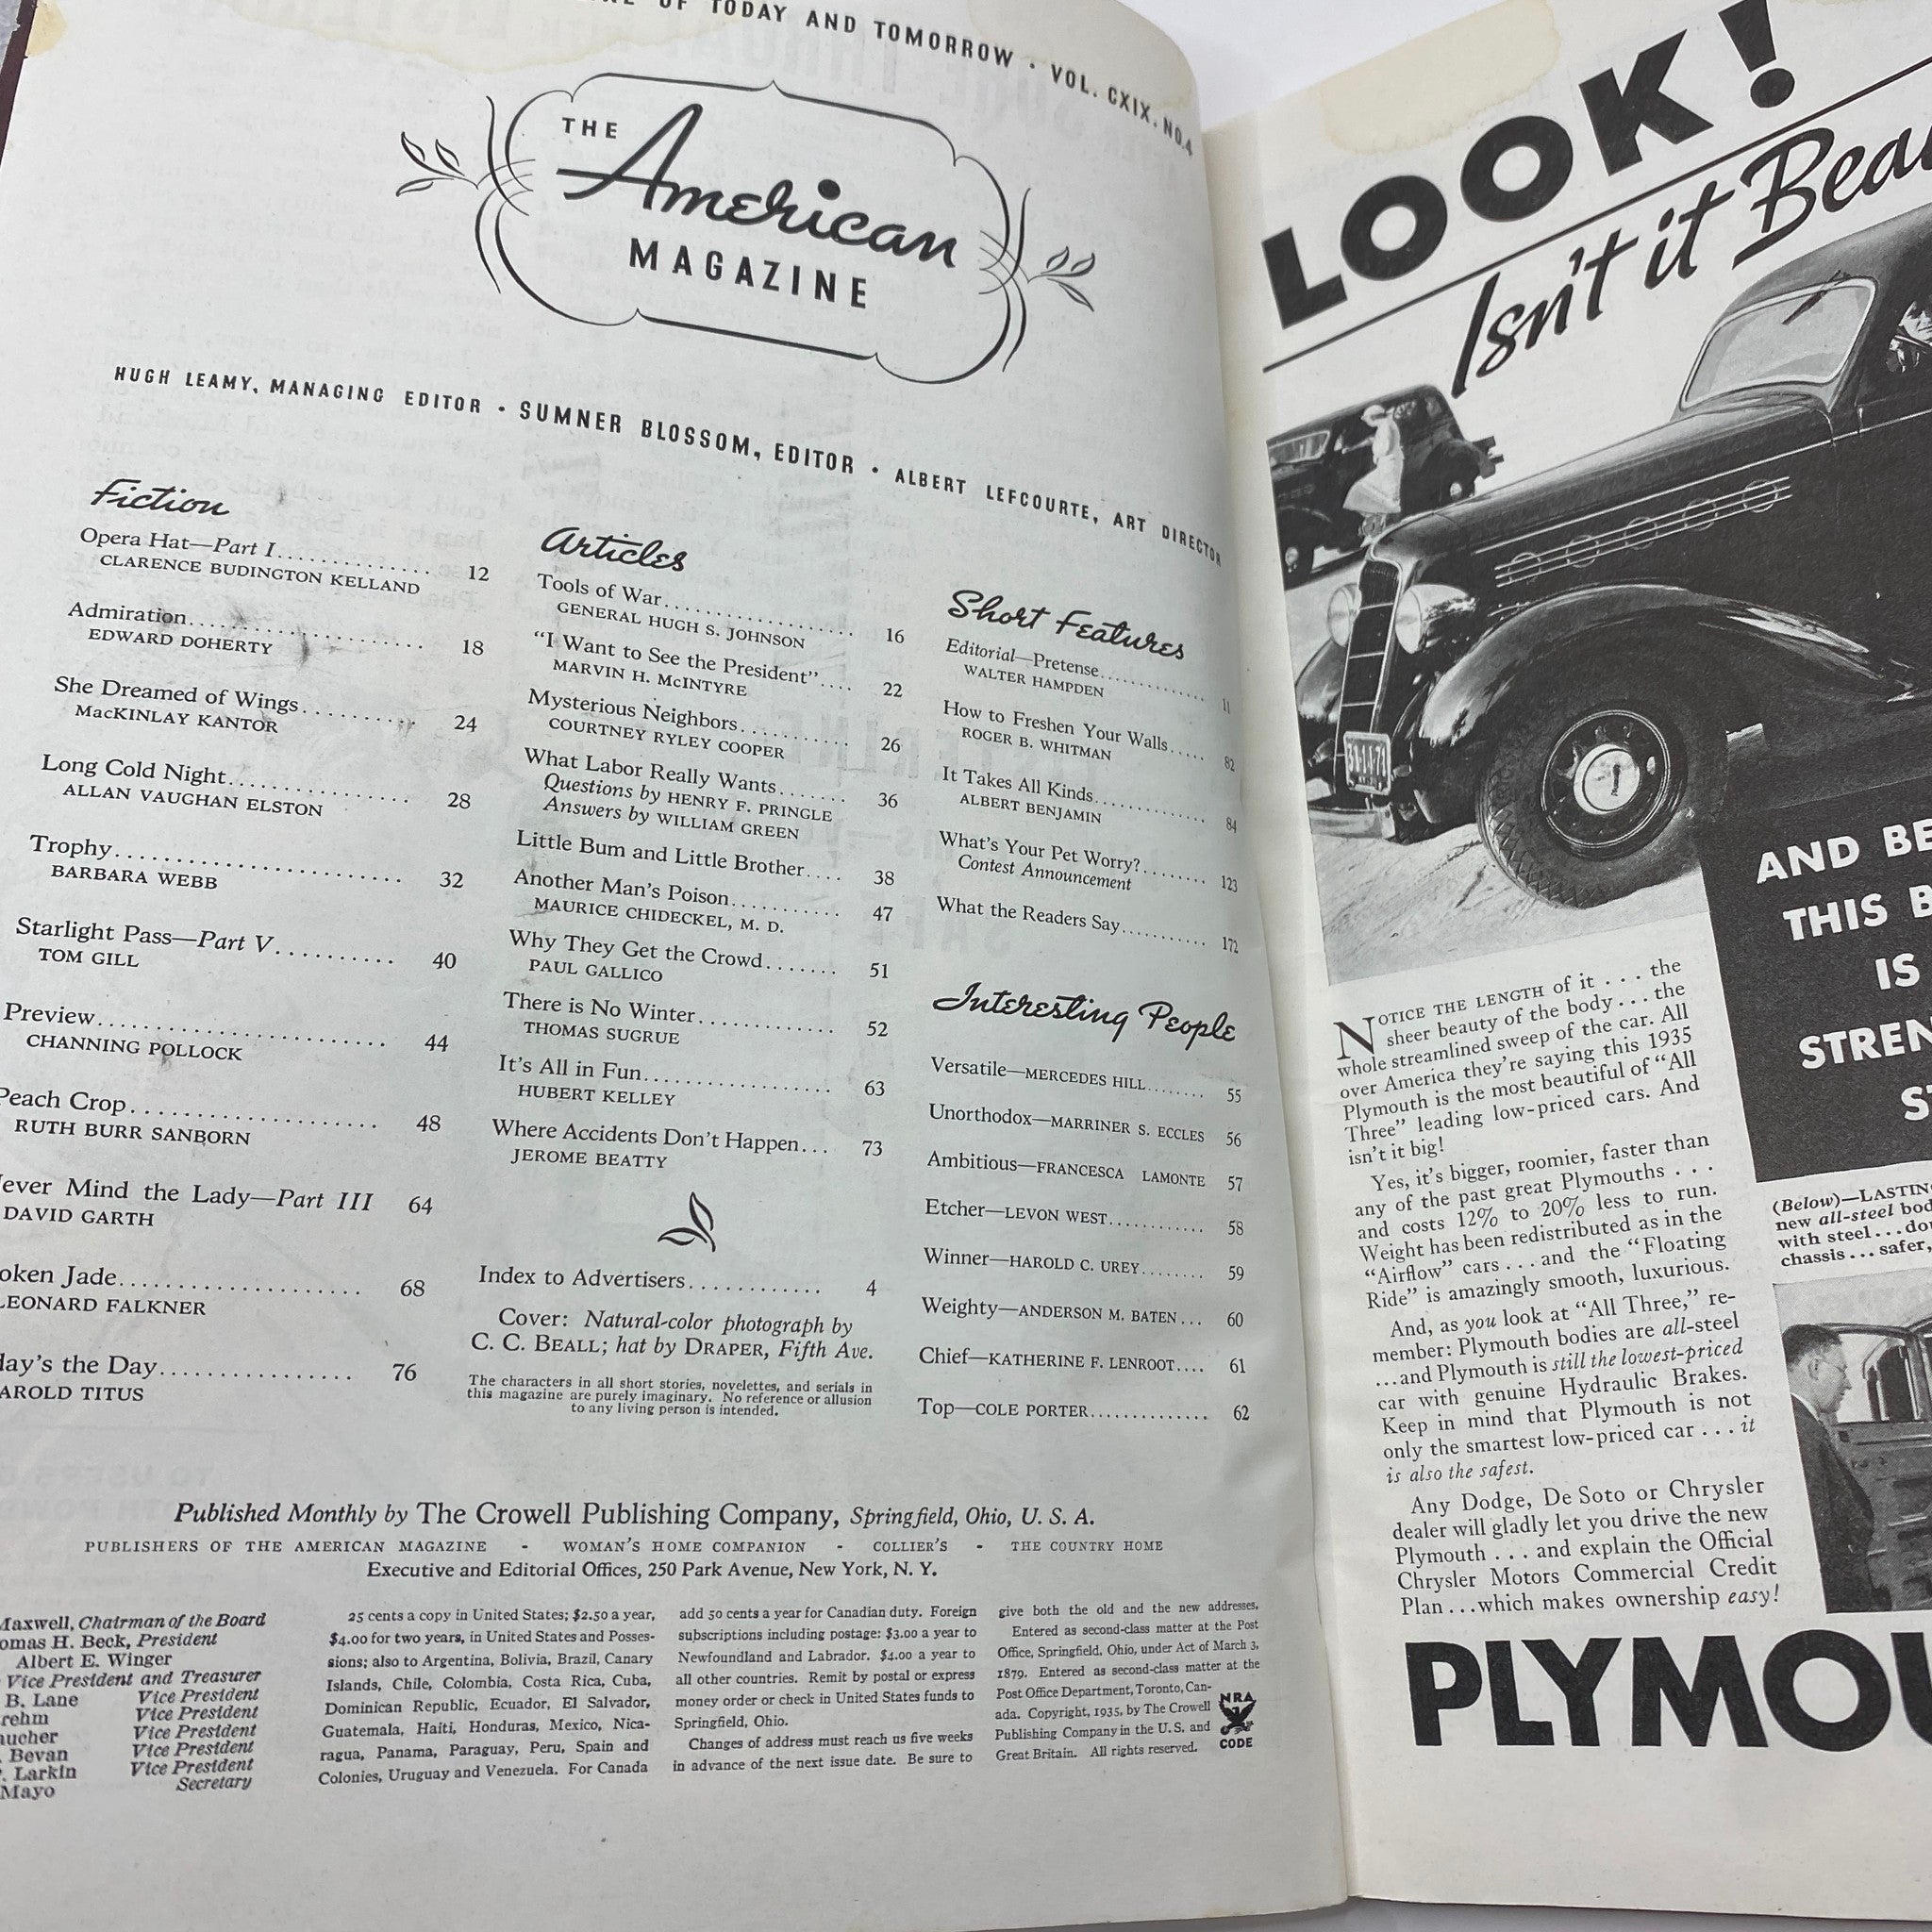 OF TODAY AND TOMORROW · VOL. CXIX. NO. 4
THE
American
MAGAZINE
HUGH LEAMY, MANAGING EDITOR · SUMNER BLOSSOM, EDITOR · ALBERT LEFCOURTE, ART DIRECTOR
Fiction
Opera Hat—Part I 12
CLARENCE BUDINGTON KELLAND
Admiration 18
EDWARD DOHERTY
She Dreamed of Wings 24
MacKINLAY KANTOR
Long Cold Night 28
ALLAN VAUGHAN ELSTON
Trophy 32
BARBARA WEBB
Starlight Pass—Part V 40
TOM GILL
Preview 44
CHANNING POLLOCK
Peach Crop 48
RUTH BURR SANBORN
ever Mind the Lady—Part III 64
DAVID GARTH
oken Jade 68
LEONARD FALKNER
day's the Day 76
AROLD TITUS
Articles
Tools of War 16
GENERAL HUGH S. JOHNSON
"I Want to See the President" 22
MARVIN H. McINTYRE
Mysterious Neighbors 26
COURTNEY RYLEY COOPER
What Labor Really Wants 36
Questions by HENRY F. PRINGLE
Answers by WILLIAM GREEN
Little Bum and Little Brother 38
Another Man's Poison 47
MAURICE CHIDECKEL, M. D.
Why They Get the Crowd 51
PAUL GALLICO
There is No Winter 52
THOMAS SUGRUE
It's All in Fun 63
HUBERT KELLEY
Where Accidents Don't Happen 73
JEROME BEATTY
Index to Advertisers 4
Cover: Natural-color photograph by
C. C. BEALL; hat by DRAPER, Fifth Ave.
The characters in all short stories, novelettes, and serials in
this magazine are purely imaginary. No reference or allusion
to any living person is intended.
Short Features
Editorial—Pretense 11
WALTER HAMPDEN
How to Freshen Your Walls 82
ROGER B. WHITMAN
It Takes All Kinds 84
ALBERT BENJAMIN
What's Your Pet Worry? 123
Contest Announcement
What the Readers Say 172
Interesting People
Versatile—MERCEDES HILL 55
Unorthodox—MARRINER S. ECCLES 56
Ambitious—FRANCESCA LAMONTE 57
Etcher—LEVON WEST 58
Winner—HAROLD C. UREY 59
Weighty—ANDERSON M. BATEN 60
Chief—KATHERINE F. LENROOT 61
Top—COLE PORTER 62
Published Monthly by The Crowell Publishing Company, Springfield, Ohio, U. S. A.
PUBLISHERS OF THE AMERICAN MAGAZINE - WOMAN'S HOME COMPANION - COLLIER'S - THE COUNTRY HOME
Executive and Editorial Offices, 250 Park Avenue, New York, N. Y.
Maxwell, Chairman of the Board
omas H. Beck, President
Albert E. Winger
Vice President and Treasurer
B. Lane Vice President
rehm Vice President
aucher Vice President
Bevan Vice President
Larkin Vice President
Mayo Secretary
25 cents a copy in United States; $2.50 a year,
$4.00 for two years, in United States and Posses-
sions; also to Argentina, Bolivia, Brazil, Canary
Islands, Chile, Colombia, Costa Rica, Cuba,
Dominican Republic, Ecuador, El Salvador,
Guatemala, Haiti, Honduras, Mexico, Nica-
ragua, Panama, Paraguay, Peru, Spain and
Colonies, Uruguay and Venezuela. For Canada
add 50 cents a year for Canadian duty. Foreign
subscriptions including postage: $3.00 a year to
Newfoundland and Labrador. $4.00 a year to
all other countries. Remit by postal or express
money order or check in United States funds to
Springfield, Ohio.
Changes of address must reach us five weeks
in advance of the next issue date. Be sure to
give both the old and the new addresses.
Entered as second-class matter at the Post
Office, Springfield, Ohio, under Act of March 3,
1879. Entered as second-class matter at the
Post Office Department, Toronto, Can-
ada. Copyright, 1935, by The Crowell
Publishing Company in the U. S. and
Great Britain. All rights reserved.
NRA
CODE
LOOK!
Isn't it Beau
AND BE
THIS B
IS
STREN
ST
NOTICE THE LENGTH of it . . . the
sheer beauty of the body . . . the
whole streamlined sweep of the car. All
over America they're saying this 1935
Plymouth is the most beautiful of "All
Three" leading low-priced cars. And
isn't it big!
Yes, it's bigger, roomier, faster than
any of the past great Plymouths . . .
and costs 12% to 20% less to run.
Weight has been redistributed as in the
"Airflow" cars . . . and the "Floating
Ride" is amazingly smooth, luxurious.
And, as you look at "All Three," re-
member: Plymouth bodies are all-steel
...and Plymouth is still the lowest-priced
car with genuine Hydraulic Brakes.
Keep in mind that Plymouth is not
only the smartest low-priced car . . . it
is also the safest.
Any Dodge, De Soto or Chrysler
dealer will gladly let you drive the new
Plymouth . . . and explain the Official
Chrysler Motors Commercial Credit
Plan...which makes ownership easy!
(Below)—LASTING
new all-steel bod
with steel...dou
chassis...safer,
PLYMOU